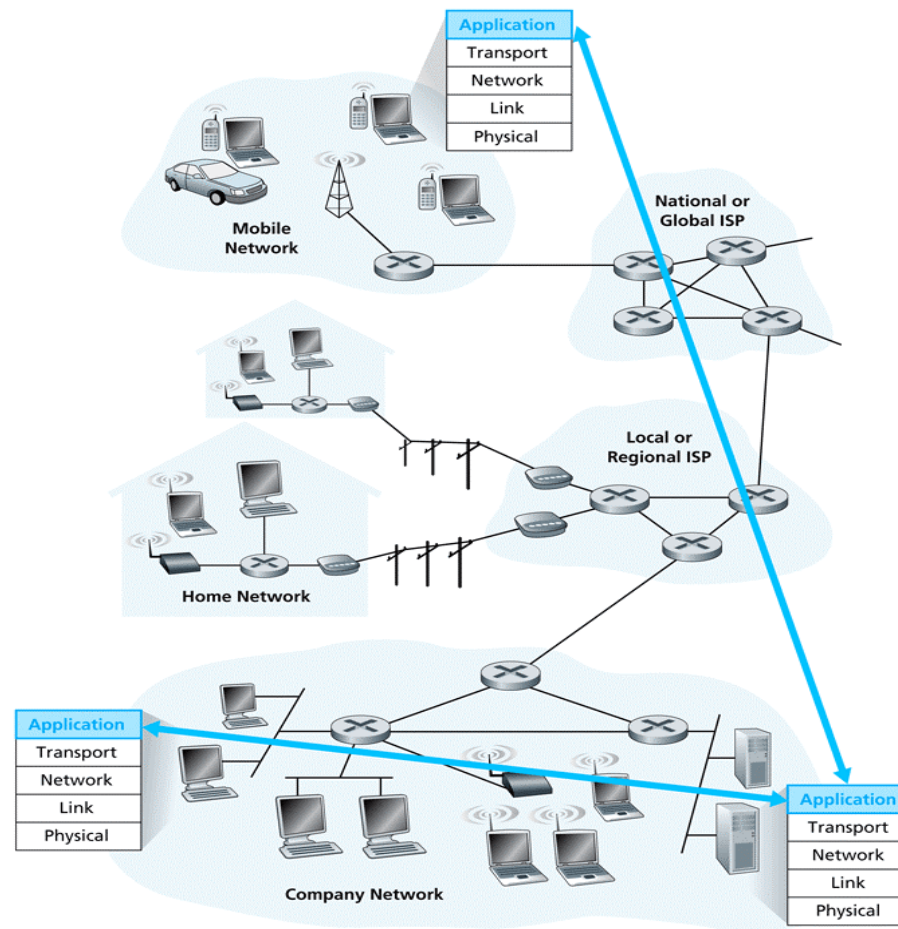 Application
Transport
Network
Link
Physical
Mobile
Network
National or
Global ISP
Local or
Regional ISP
Home Network
Application
Transport
Network
Link
Physical
Company Network
Application
Transport
Network
Link
Physical